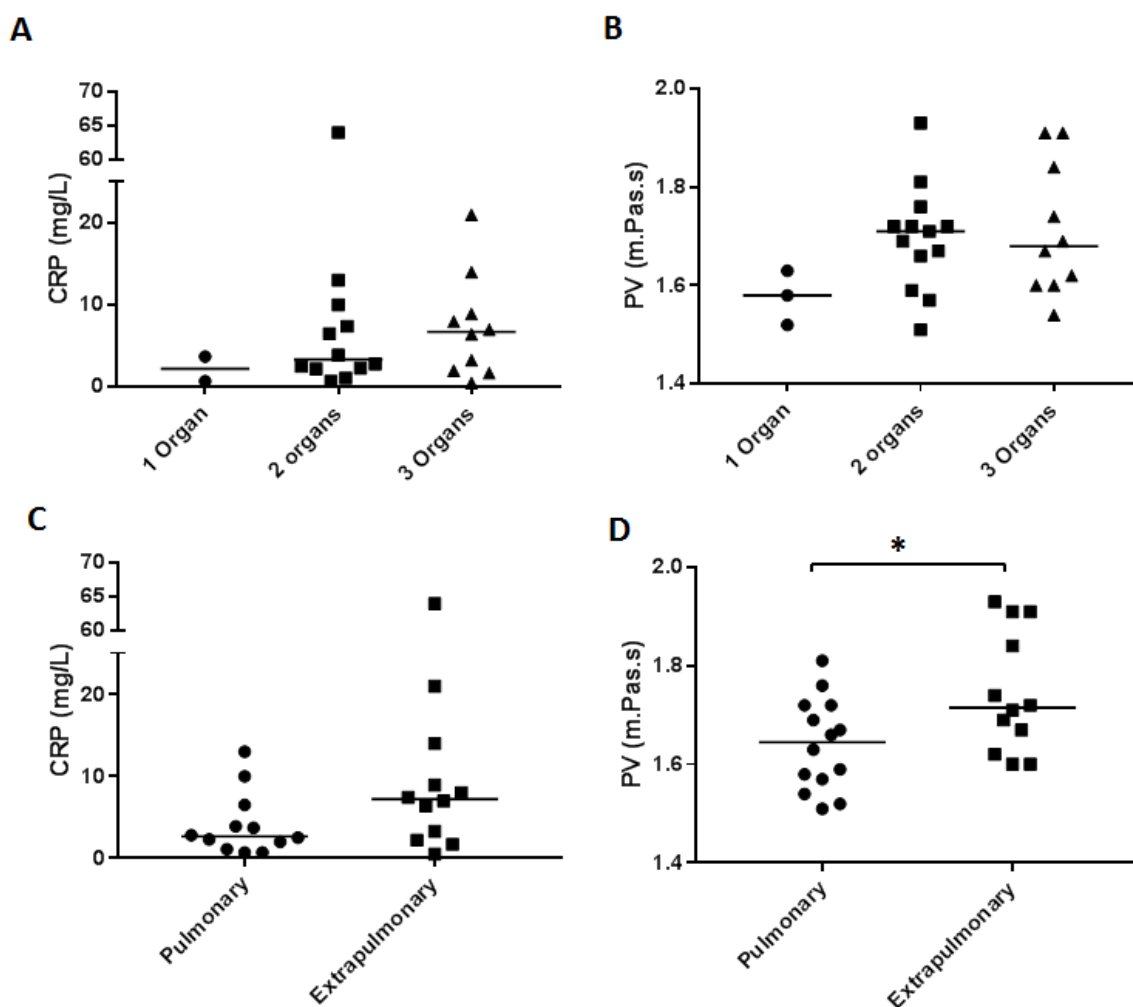 A
70
65
60
20
10
0
CRP (mg/L)
1 Organ
2 organs
3 Organs
B
2.0
1.8
1.6
1.4
PV (m.Pas.s)
1 Organ
2 organs
3 Organs
C
70
65
60
20
10
0
CRP (mg/L)
Pulmonary
Extrapulmonary
D
*
2.0
1.8
1.6
1.4
PV (m.Pas.s)
Pulmonary
Extrapulmonary